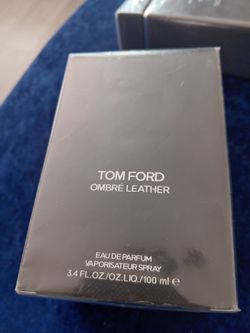 TOM FORD
OMBRÉ LEATHER
EAU DE PARFUM
VAPORISATEUR SPRAY
3.4 FL.OZ./OZ.LIQ./100 ml ℮